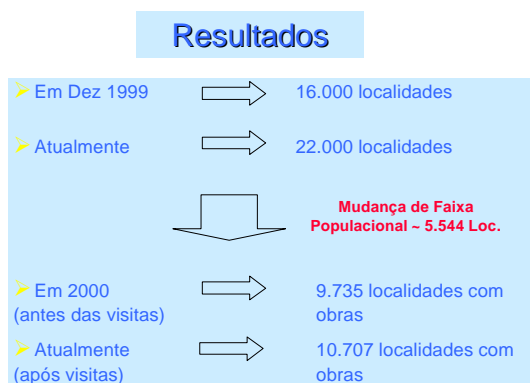 Resultados
Em Dez 1999 16.000 localidades
Atualmente 22.000 localidades
Mudança de Faixa
Populacional ~ 5.544 Loc.
Em 2000 9.735 localidades com
(antes das visitas) obras
Atualmente 10.707 localidades com
(após visitas) obras